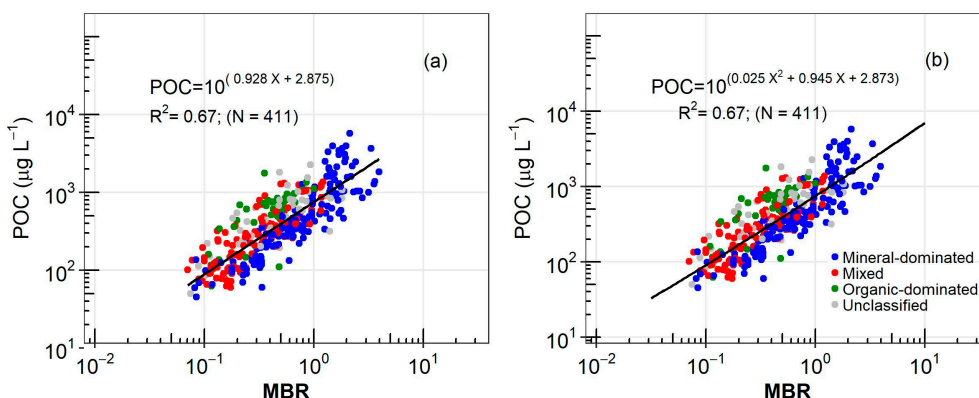 (a)
POC=10^( 0.928 X + 2.875)
R²= 0.67; (N = 411)
POC (µg L⁻¹)
10⁴
10³
10²
10¹
10⁻²
10⁻¹
10⁰
10¹
MBR
(b)
POC=10^(0.025 X² + 0.945 X + 2.873)
R²= 0.67; (N = 411)
POC (µg L⁻¹)
10⁴
10³
10²
10¹
Mineral-dominated
Mixed
Organic-dominated
Unclassified
10⁻²
10⁻¹
10⁰
10¹
MBR